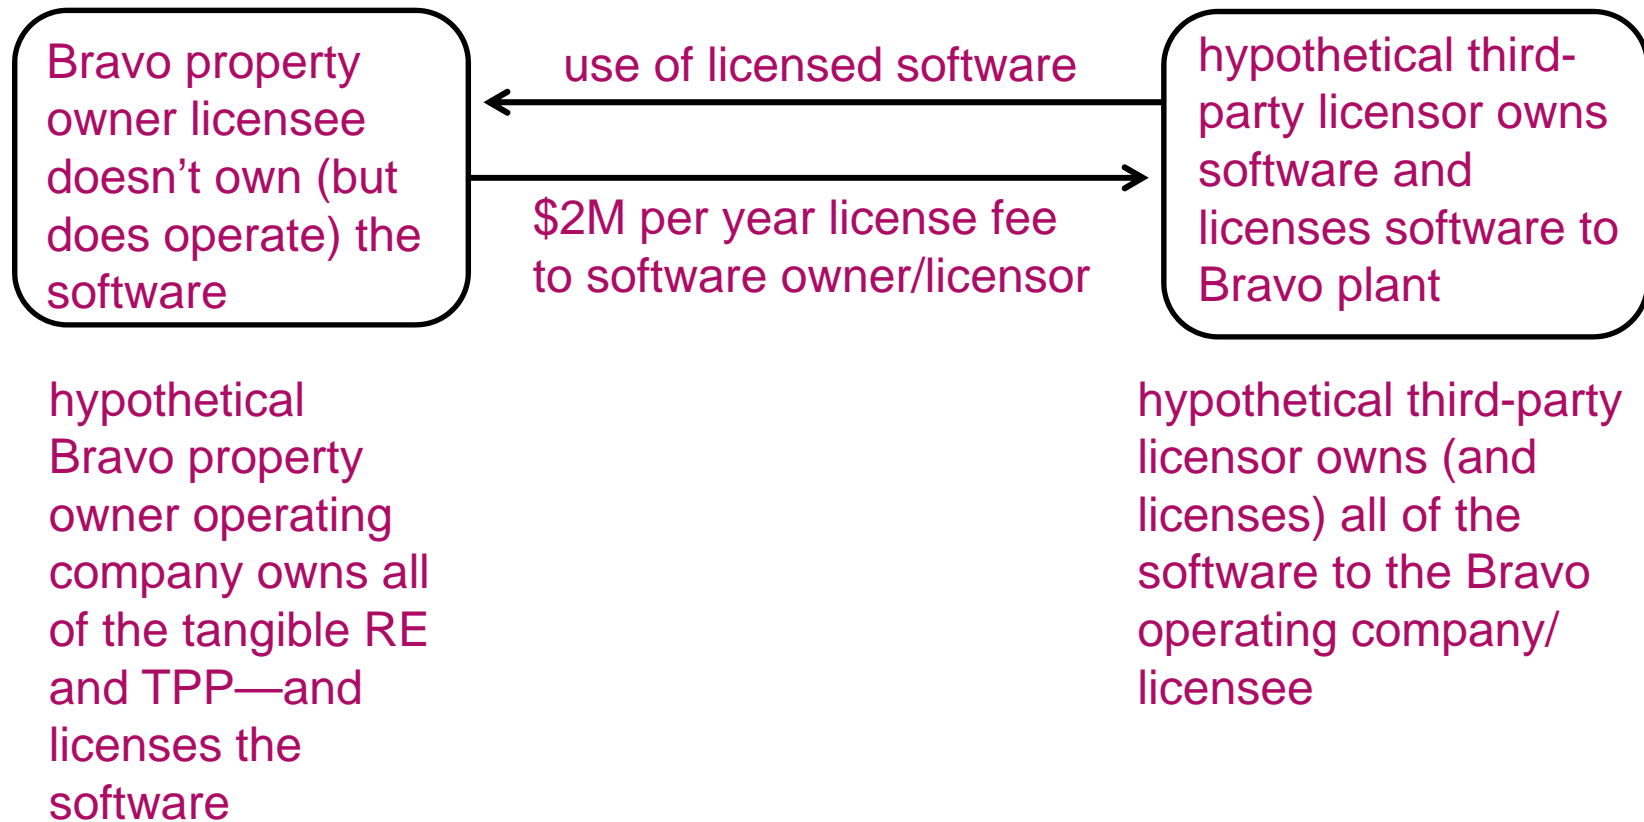 Bravo property
owner licensee
doesn’t own (but
does operate) the
software
use of licensed software
$2M per year license fee
to software owner/licensor
hypothetical third-
party licensor owns
software and
licenses software to
Bravo plant
hypothetical
Bravo property
owner operating
company owns all
of the tangible RE
and TPP—and
licenses the
software
hypothetical third-party
licensor owns (and
licenses) all of the
software to the Bravo
operating company/
licensee